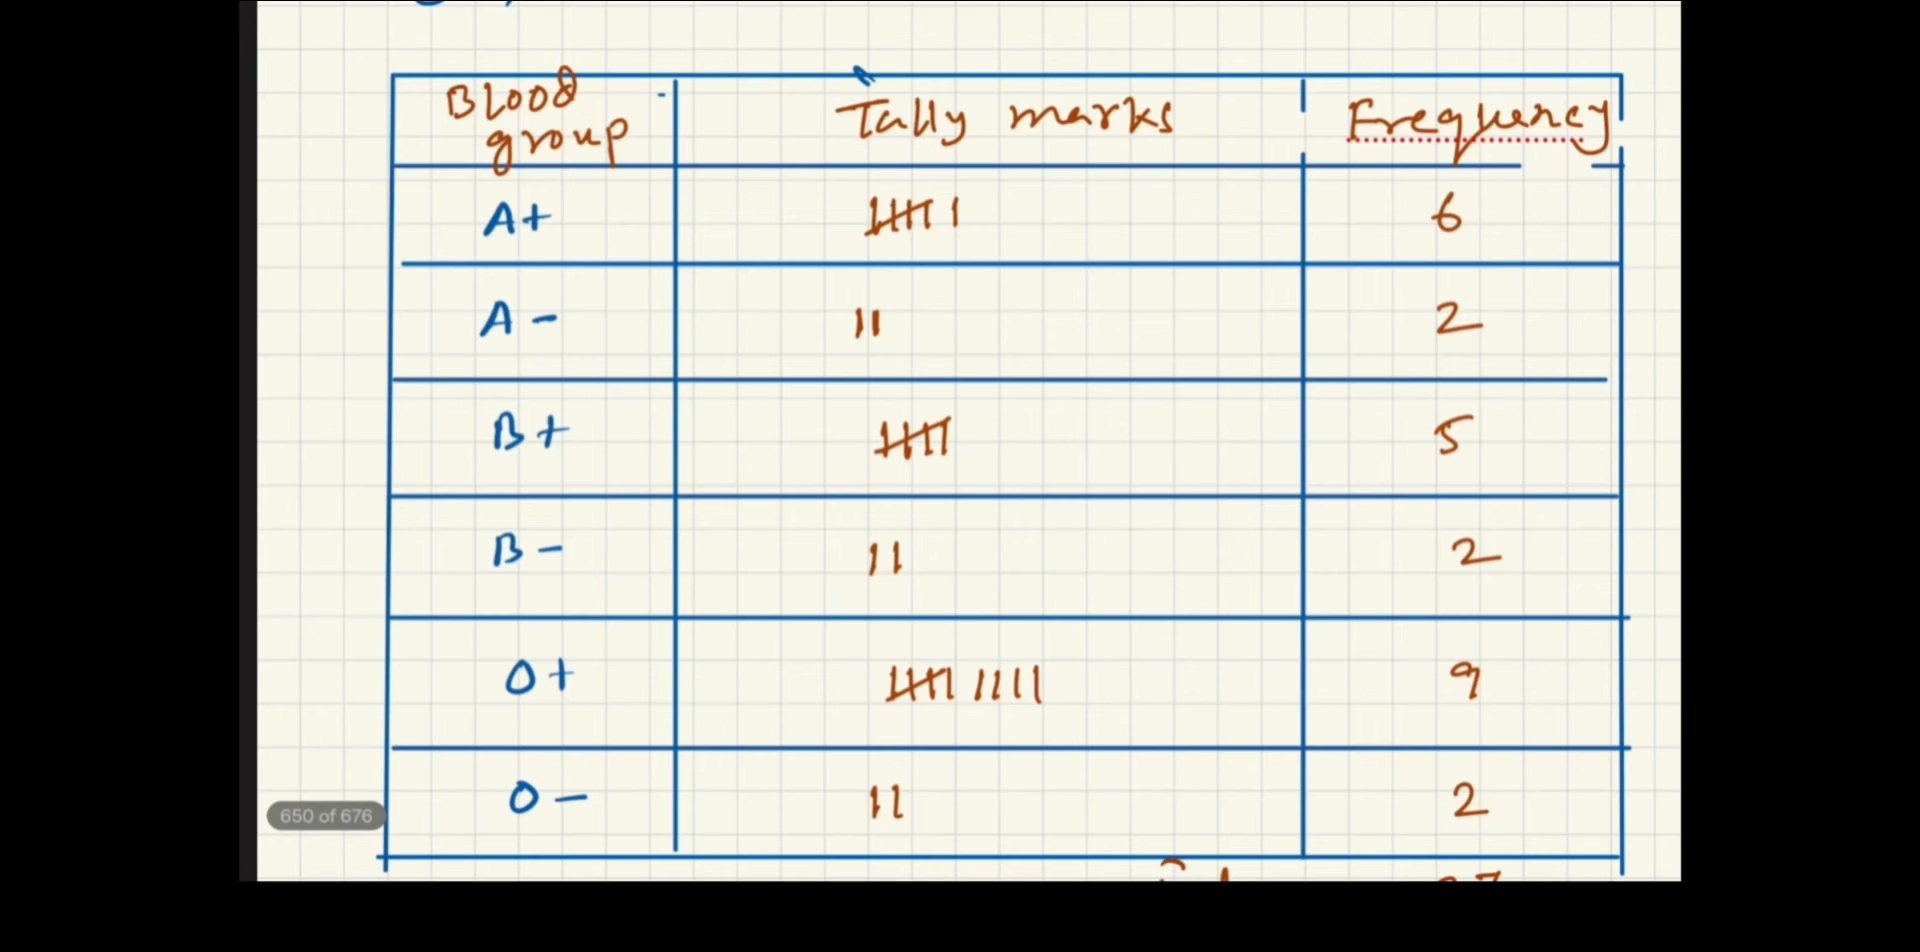 Blood group Tally marks Frequency
A+ 𝍸 | 6
A - || 2
B+ 𝍸 5
B - || 2
O+ 𝍸 |||| 9
O - || 2
650 of 676